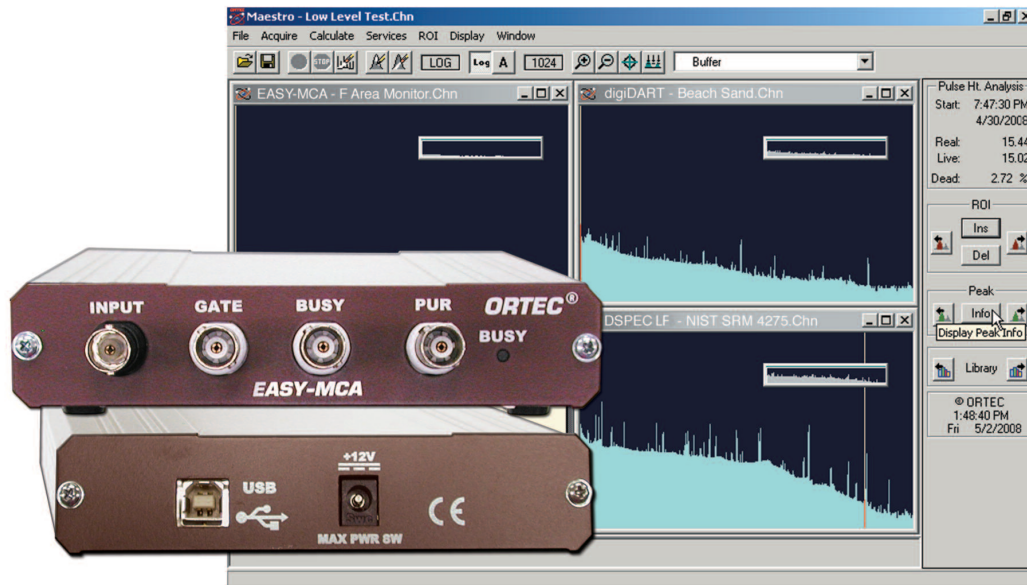 Maestro - Low Level Test.Chn
File Acquire Calculate Services ROI Display Window
STOP LOG Log A 1024 Buffer
EASY-MCA - F Area Monitor.Chn
digiDART - Beach Sand.Chn
DSPEC LF - NIST SRM 4275.Chn
Pulse Ht. Analysis
Start: 7:47:30 PM
4/30/2008
Real: 15.44
Live: 15.02
Dead: 2.72 %
ROI
Ins
Del
Peak
Info
Display Peak Info
Library
© ORTEC
1:48:40 PM
Fri 5/2/2008
INPUT GATE BUSY PUR ORTEC®
BUSY
EASY-MCA
USB
+12V
MAX PWR 8W
CE